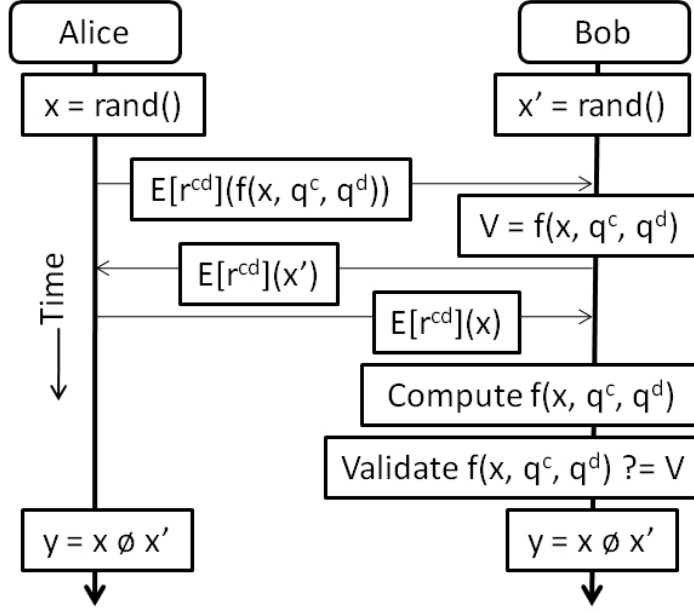 Alice
Bob
x = rand()
x’ = rand()
E[r^cd](f(x, q^c, q^d))
V = f(x, q^c, q^d)
E[r^cd](x’)
Time
E[r^cd](x)
Compute f(x, q^c, q^d)
Validate f(x, q^c, q^d) ?= V
y = x ø x’
y = x ø x’